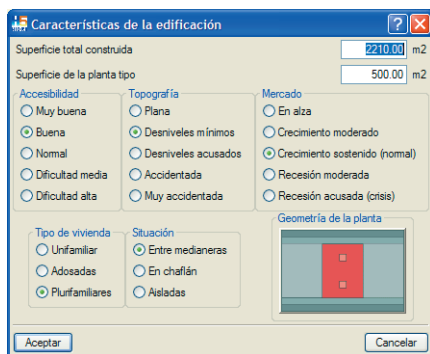 Características de la edificación
Superficie total construida 2210.00 m2
Superficie de la planta tipo 500.00 m2
Accesibilidad
Muy buena
Buena
Normal
Dificultad media
Dificultad alta
Topografía
Plana
Desniveles mínimos
Desniveles acusados
Accidentada
Muy accidentada
Mercado
En alza
Crecimiento moderado
Crecimiento sostenido (normal)
Recesión moderada
Recesión acusada (crisis)
Tipo de vivienda
Unifamiliar
Adosadas
Plurifamiliares
Situación
Entre medianeras
En chaflán
Aisladas
Geometría de la planta
Aceptar
Cancelar